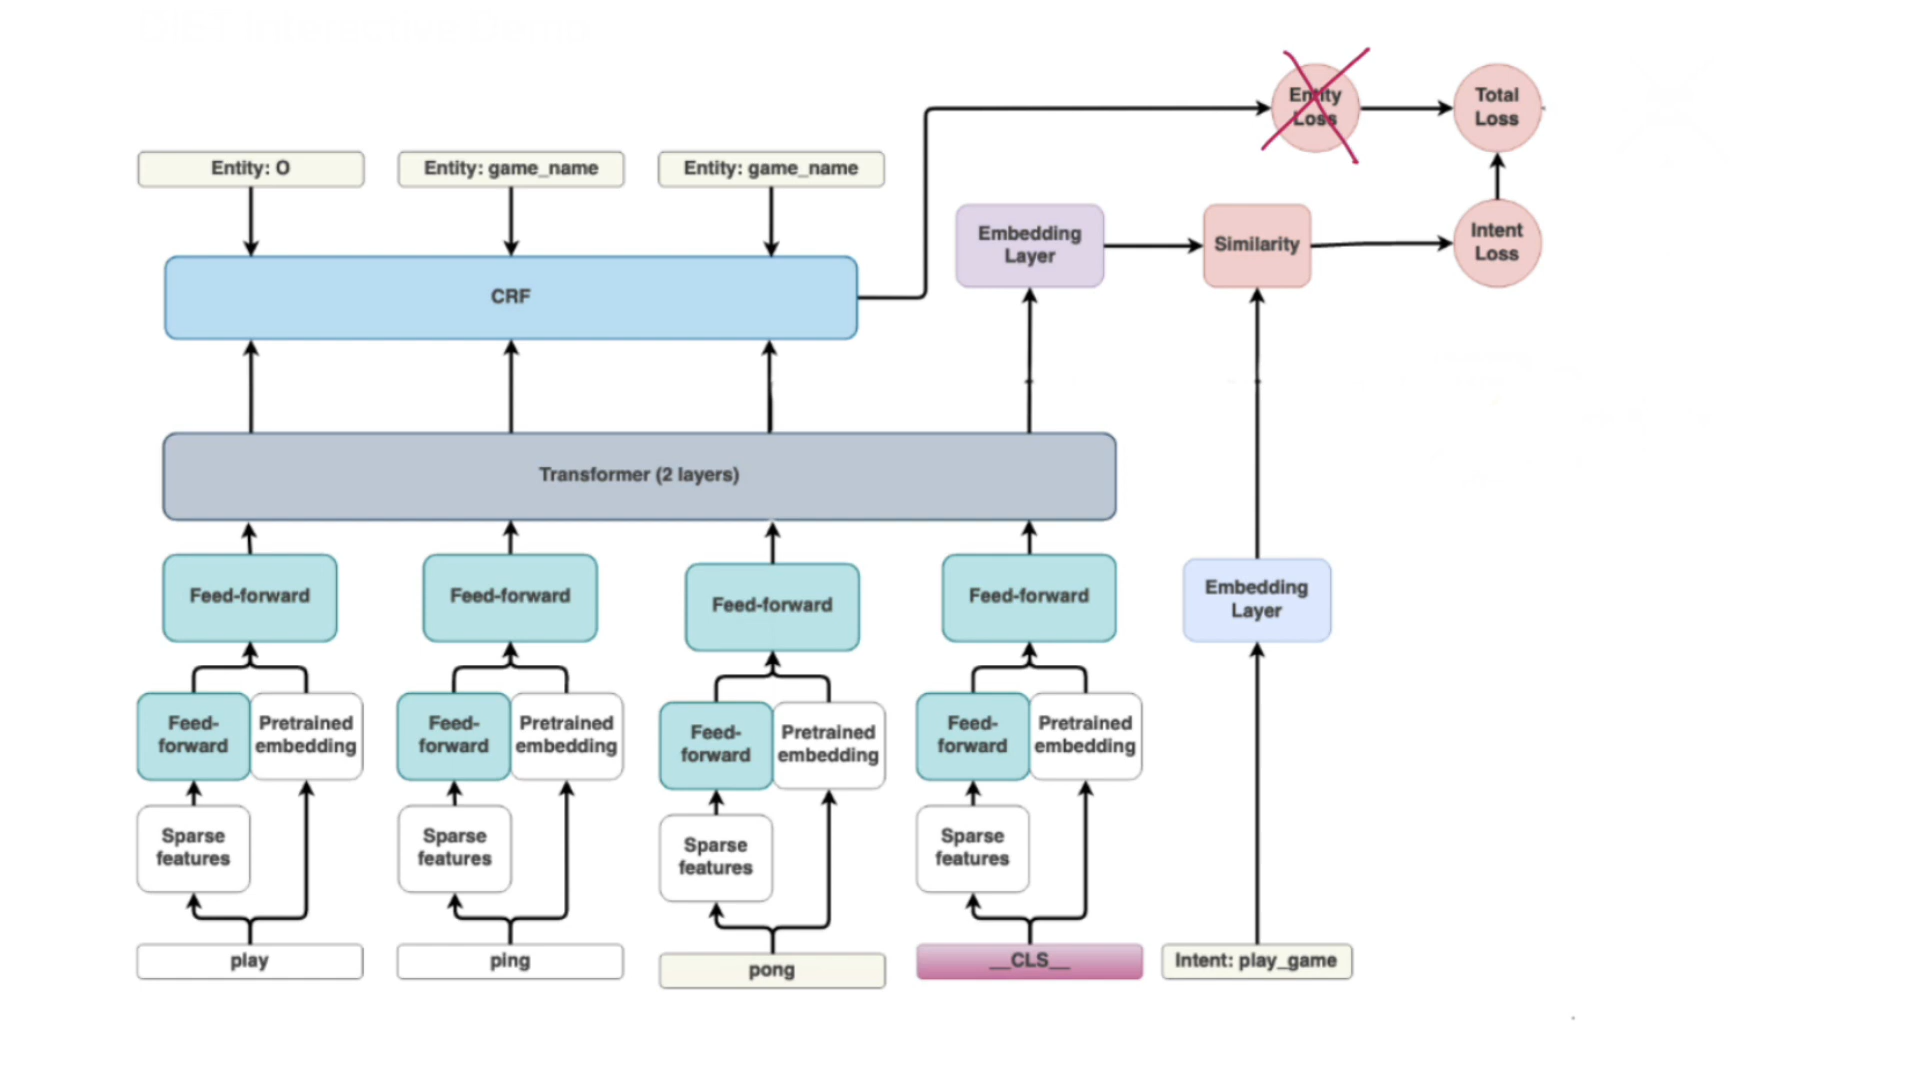 Entity
Loss
Total
Loss
Entity: O
Entity: game_name
Entity: game_name
Embedding
Layer
Similarity
Intent
Loss
CRF
Transformer (2 layers)
Feed-forward
Feed-forward
Feed-forward
Feed-forward
Embedding
Layer
Feed-
forward
Pretrained
embedding
Feed-
forward
Pretrained
embedding
Feed-
forward
Pretrained
embedding
Feed-
forward
Pretrained
embedding
Sparse
features
Sparse
features
Sparse
features
Sparse
features
play
ping
pong
__CLS__
Intent: play_game